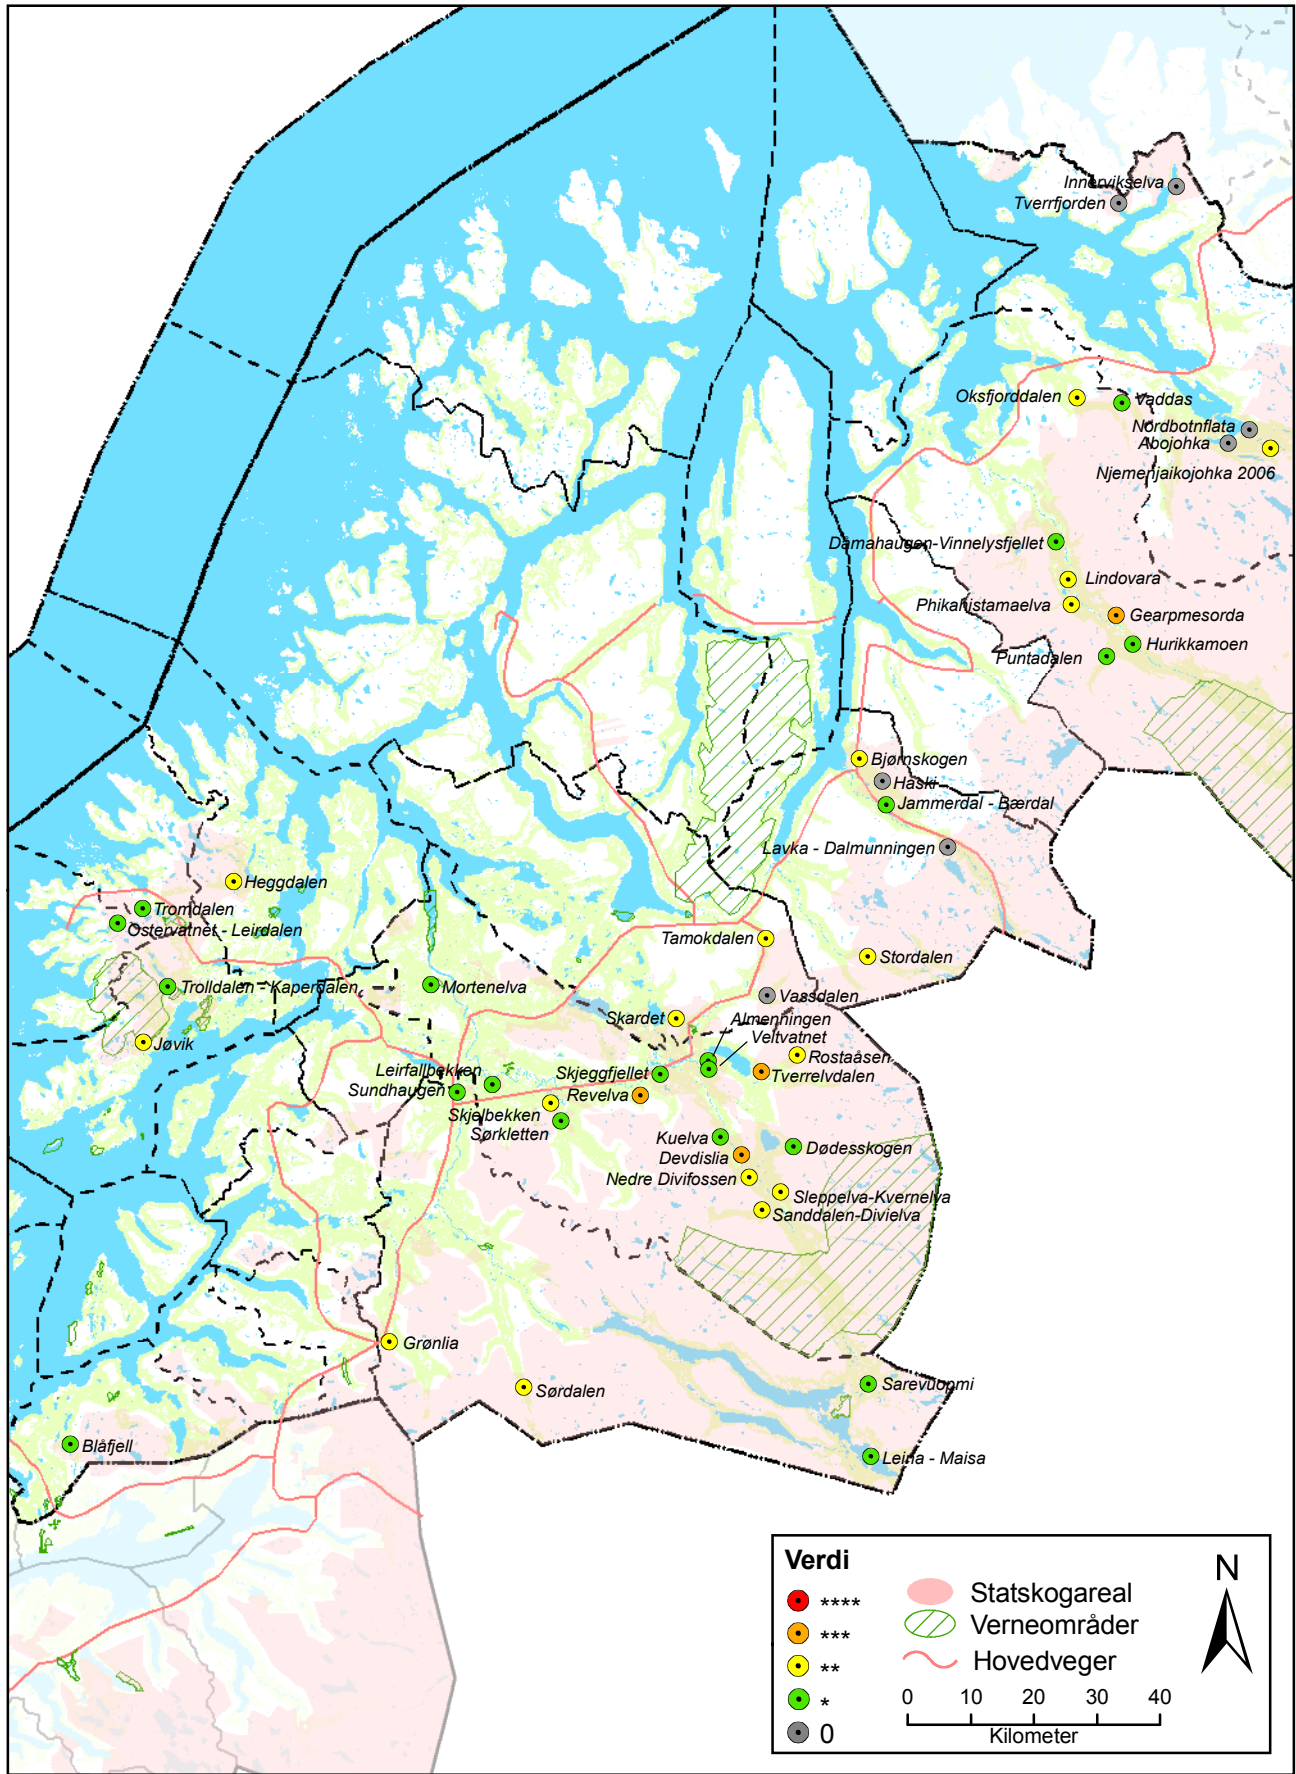 Innervikselva
Tverrfjorden
Oksfjorddalen
Vaddas
Nordbotnflata
Abojohka
Njemenjaikojohka 2006
Dåmahaugen-Vinnelysfjellet
Lindovara
Phikahistamaelva
Gearpmesorda
Hurikkamoen
Puntadalen
Bjørnskogen
Haski
Jammerdal - Bærdal
Lavka - Dalmunningen
Heggdalen
Tromdalen
Østervatnet - Leirdalen
Tamokdalen
Stordalen
Trolldalen - Kaperdalen
Mortenelva
Vassdalen
Skardet
Almenningen
Veltvatnet
Jøvik
Rostaåsen
Leirfallbekken
Skjeggfjellet
Tverrelvdalen
Sundhaugen
Revelva
Skjelbekken
Sørkletten
Kuelva
Dødesskogen
Devdislia
Nedre Divifossen
Sleppelva-Kvernelva
Sanddalen-Divielva
Grønlia
Sørdalen
Sarevuopmi
Blåfjell
Leina - Maisa
Verdi
****
***
**
*
0
Statskogareal
Verneområder
Hovedveger
N
0 10 20 30 40
Kilometer